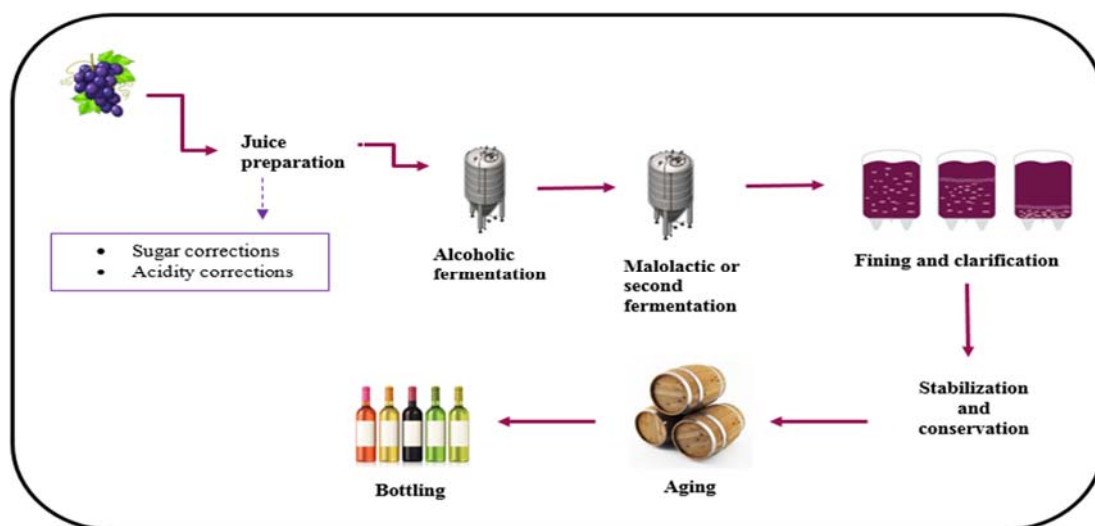 Juice
preparation
• Sugar corrections
• Acidity corrections
Alcoholic
fermentation
Malolactic or
second
fermentation
Fining and clarification
Stabilization
and
conservation
Aging
Bottling